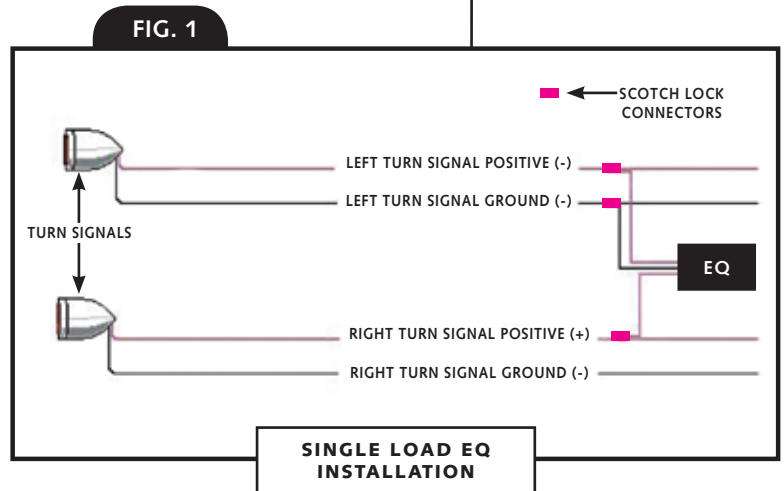 FIG. 1
SCOTCH LOCK
CONNECTORS
LEFT TURN SIGNAL POSITIVE (-)
LEFT TURN SIGNAL GROUND (-)
TURN SIGNALS
EQ
RIGHT TURN SIGNAL POSITIVE (+)
RIGHT TURN SIGNAL GROUND (-)
SINGLE LOAD EQ
INSTALLATION